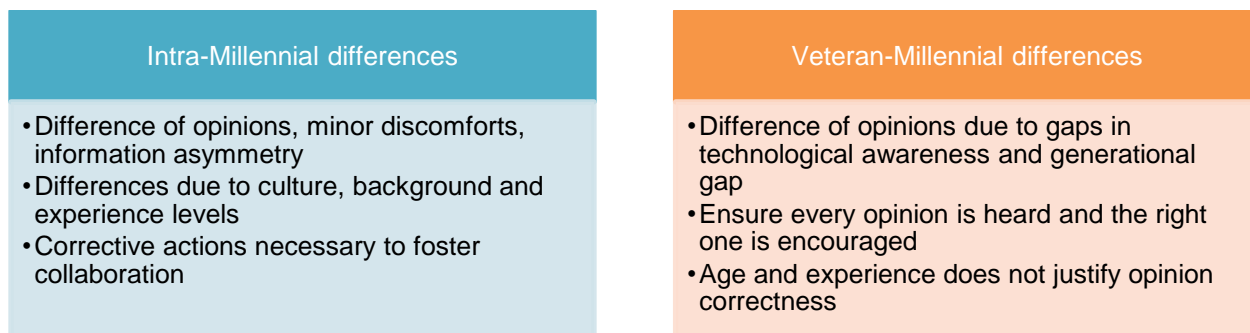 Intra-Millennial differences
•Difference of opinions, minor discomforts,
information asymmetry
•Differences due to culture, background and
experience levels
•Corrective actions necessary to foster
collaboration
Veteran-Millennial differences
•Difference of opinions due to gaps in
technological awareness and generational
gap
•Ensure every opinion is heard and the right
one is encouraged
•Age and experience does not justify opinion
correctness